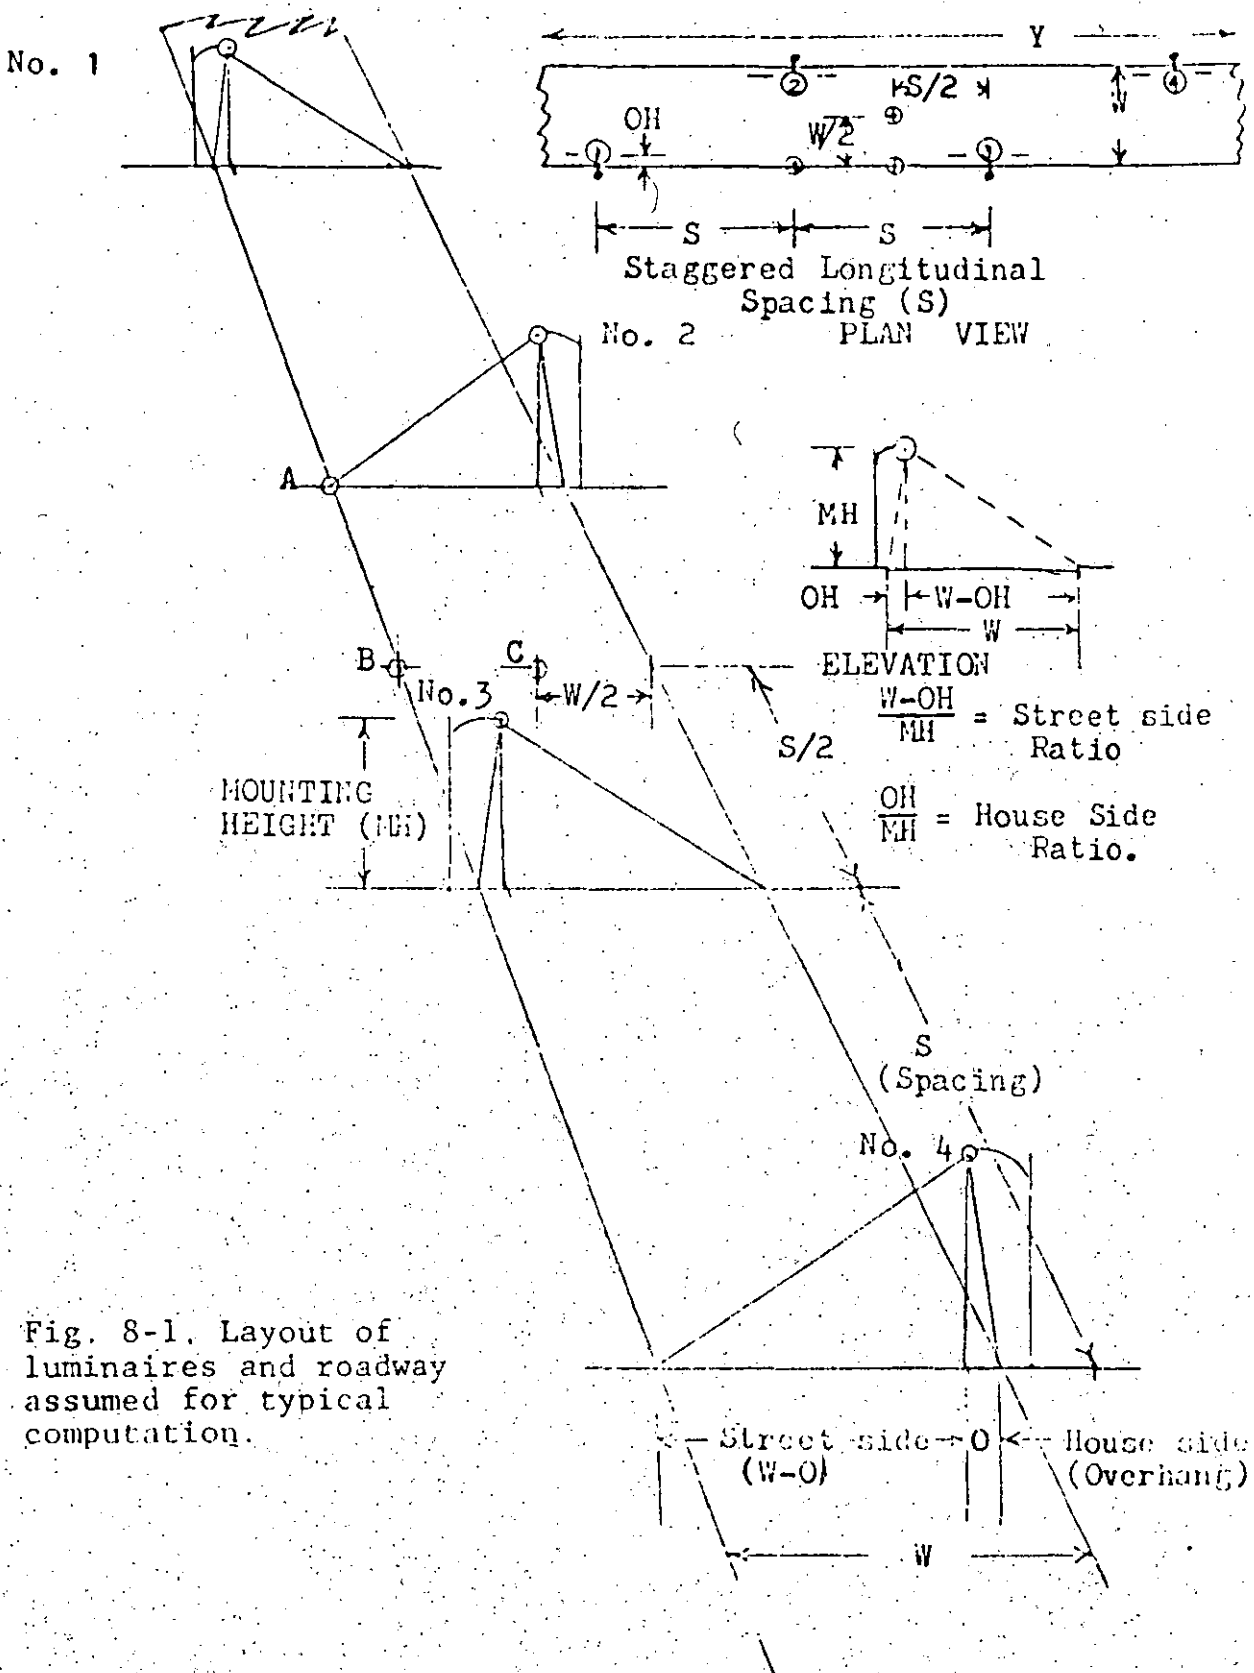 No. 1
Y
2
S/2
4
W
OH
W/2
S
S
Staggered Longitudinal
Spacing (S)
PLAN VIEW
No. 2
A
MH
OH
W-OH
W
B
C
No.3
W/2
S/2
ELEVATION
W-OH
MH
= Street side
Ratio
OH
MH
= House Side
Ratio.
MOUNTING
HEIGHT (MH)
S
(Spacing)
No. 4
Fig. 8-1. Layout of
luminaires and roadway
assumed for typical
computation.
Street side
O
House side
(W-O)
(Overhang)
W